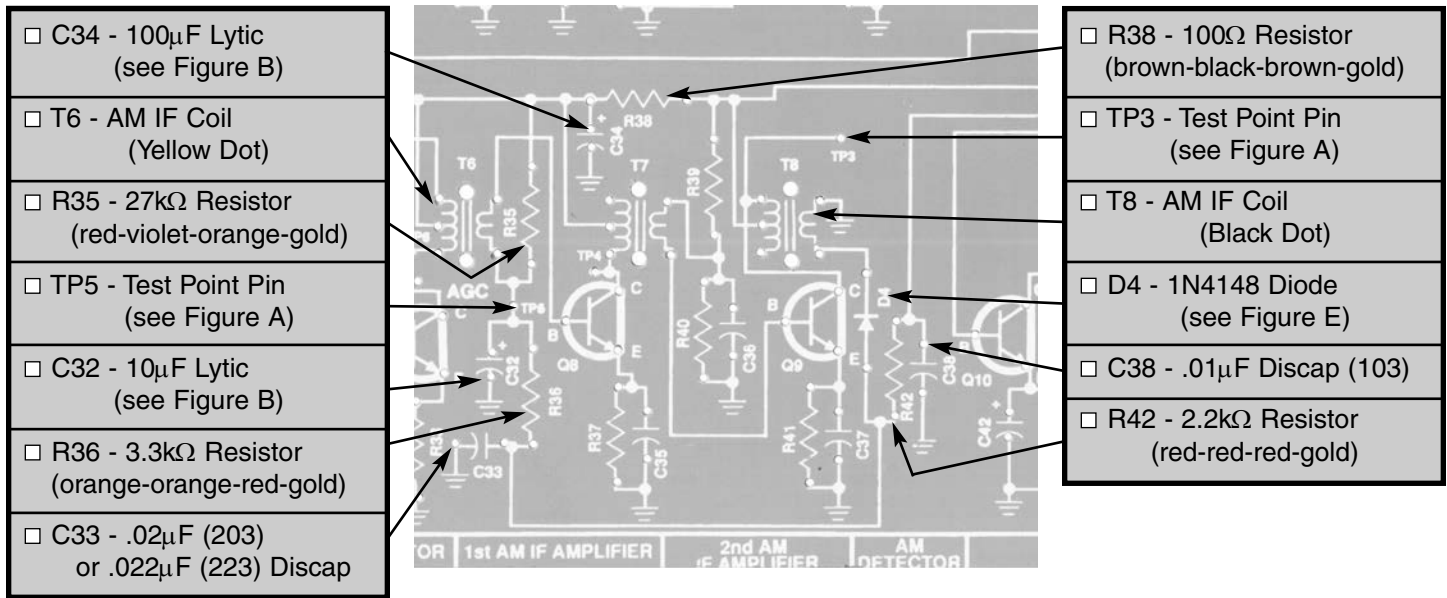 □ C34 - 100μF Lytic
(see Figure B)
□ T6 - AM IF Coil
(Yellow Dot)
□ R35 - 27kΩ Resistor
(red-violet-orange-gold)
□ TP5 - Test Point Pin
(see Figure A)
□ C32 - 10μF Lytic
(see Figure B)
□ R36 - 3.3kΩ Resistor
(orange-orange-red-gold)
□ C33 - .02μF (203)
or .022μF (223) Discap
R38
+
C34
T6
T7
T8
TP3
R39
R35
TP4
AGC
TP5
C
B
E
Q8
+
C32
R36
C33
R37
C35
R40
C36
C
B
E
Q9
D4
R41
C37
R42
C38
C
B
Q10
+
C42
1st AM IF AMPLIFIER
2nd AM
IF AMPLIFIER
AM
DETECTOR
□ R38 - 100Ω Resistor
(brown-black-brown-gold)
□ TP3 - Test Point Pin
(see Figure A)
□ T8 - AM IF Coil
(Black Dot)
□ D4 - 1N4148 Diode
(see Figure E)
□ C38 - .01μF Discap (103)
□ R42 - 2.2kΩ Resistor
(red-red-red-gold)